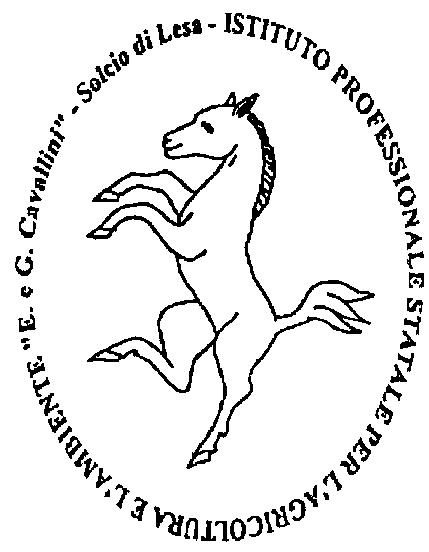 ISTITUTO PROFESSIONALE STATALE PER L'AGRICOLTURA E L'AMBIENTE "E. e G. Cavallini" - Solcio di Lesa -